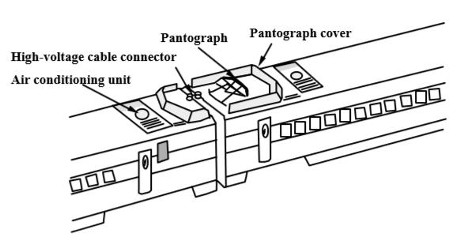 Pantograph cover
Pantograph
High-voltage cable connector
Air conditioning unit